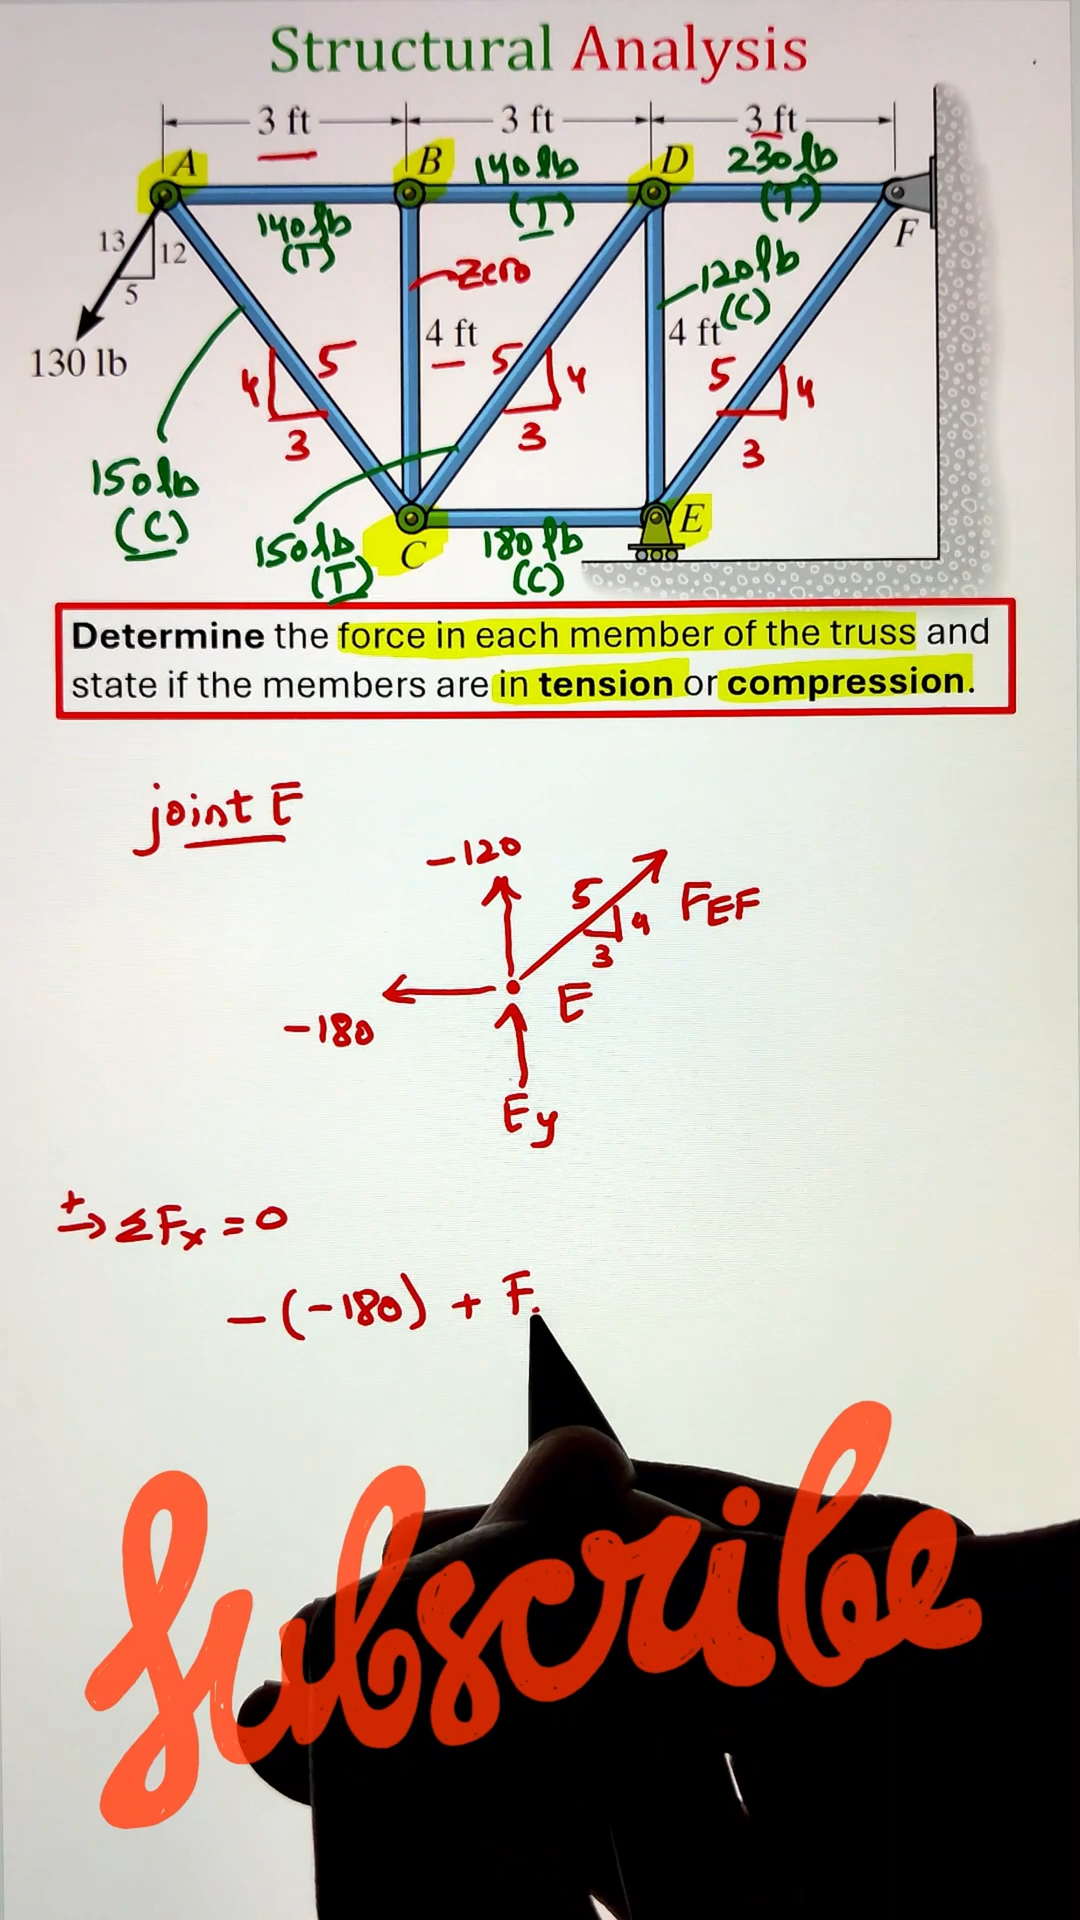 Structural Analysis
3 ft 3 ft 3 ft
A B D F
140 lb (T)
230 lb (T)
140 lb (T)
Zero
120 lb (C)
13 12 5
130 lb
4 ft 4 ft
4 5 3
5 4 3
5 4 3
150 lb (C)
150 lb (T)
180 lb (C)
C E
Determine the force in each member of the truss and
state if the members are in tension or compression.
joint E
-120
5 4 3 FEF
E
-180
Ey
+→ ΣFx = 0
-(-180) + F
Subscribe